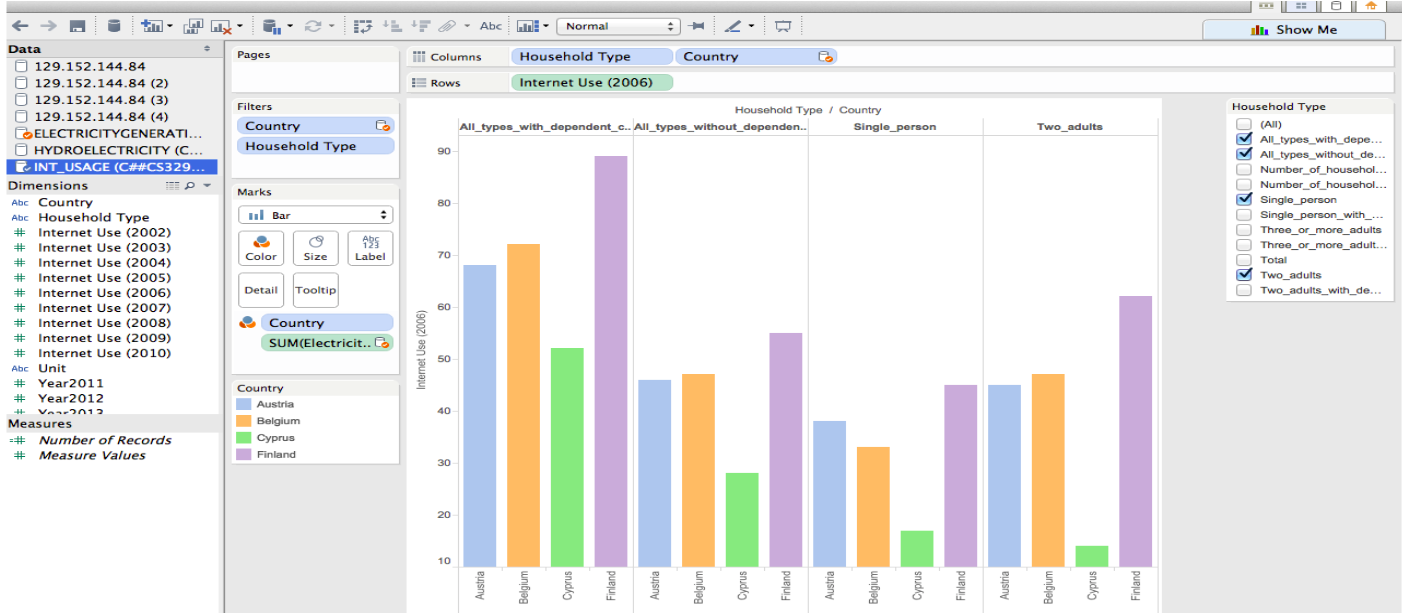 Abc
Normal
Show Me
Data
129.152.144.84
129.152.144.84 (2)
129.152.144.84 (3)
129.152.144.84 (4)
ELECTRICITYGENERATI...
HYDROELECTRICITY (C...
INT_USAGE (C##CS329...
Dimensions
Abc Country
Abc Household Type
# Internet Use (2002)
# Internet Use (2003)
# Internet Use (2004)
# Internet Use (2005)
# Internet Use (2006)
# Internet Use (2007)
# Internet Use (2008)
# Internet Use (2009)
# Internet Use (2010)
Abc Unit
# Year2011
# Year2012
# Year2013
Measures
=# Number of Records
# Measure Values
Pages
Filters
Country
Household Type
Marks
Bar
Color
Size
Abc
123
Label
Detail
Tooltip
Country
SUM(Electricit..
Country
Austria
Belgium
Cyprus
Finland
Columns Household Type Country
Rows Internet Use (2006)
Household Type / Country
All_types_with_dependent_c.. All_types_without_dependen.. Single_person Two_adults
Internet Use (2006)
90
80
70
60
50
40
30
20
10
Austria Belgium Cyprus Finland Austria Belgium Cyprus Finland Austria Belgium Cyprus Finland Austria Belgium Cyprus Finland
Household Type
(All)
All_types_with_depe...
All_types_without_de...
Number_of_househol...
Number_of_househol...
Single_person
Single_person_with_...
Three_or_more_adults
Three_or_more_adult...
Total
Two_adults
Two_adults_with_de...